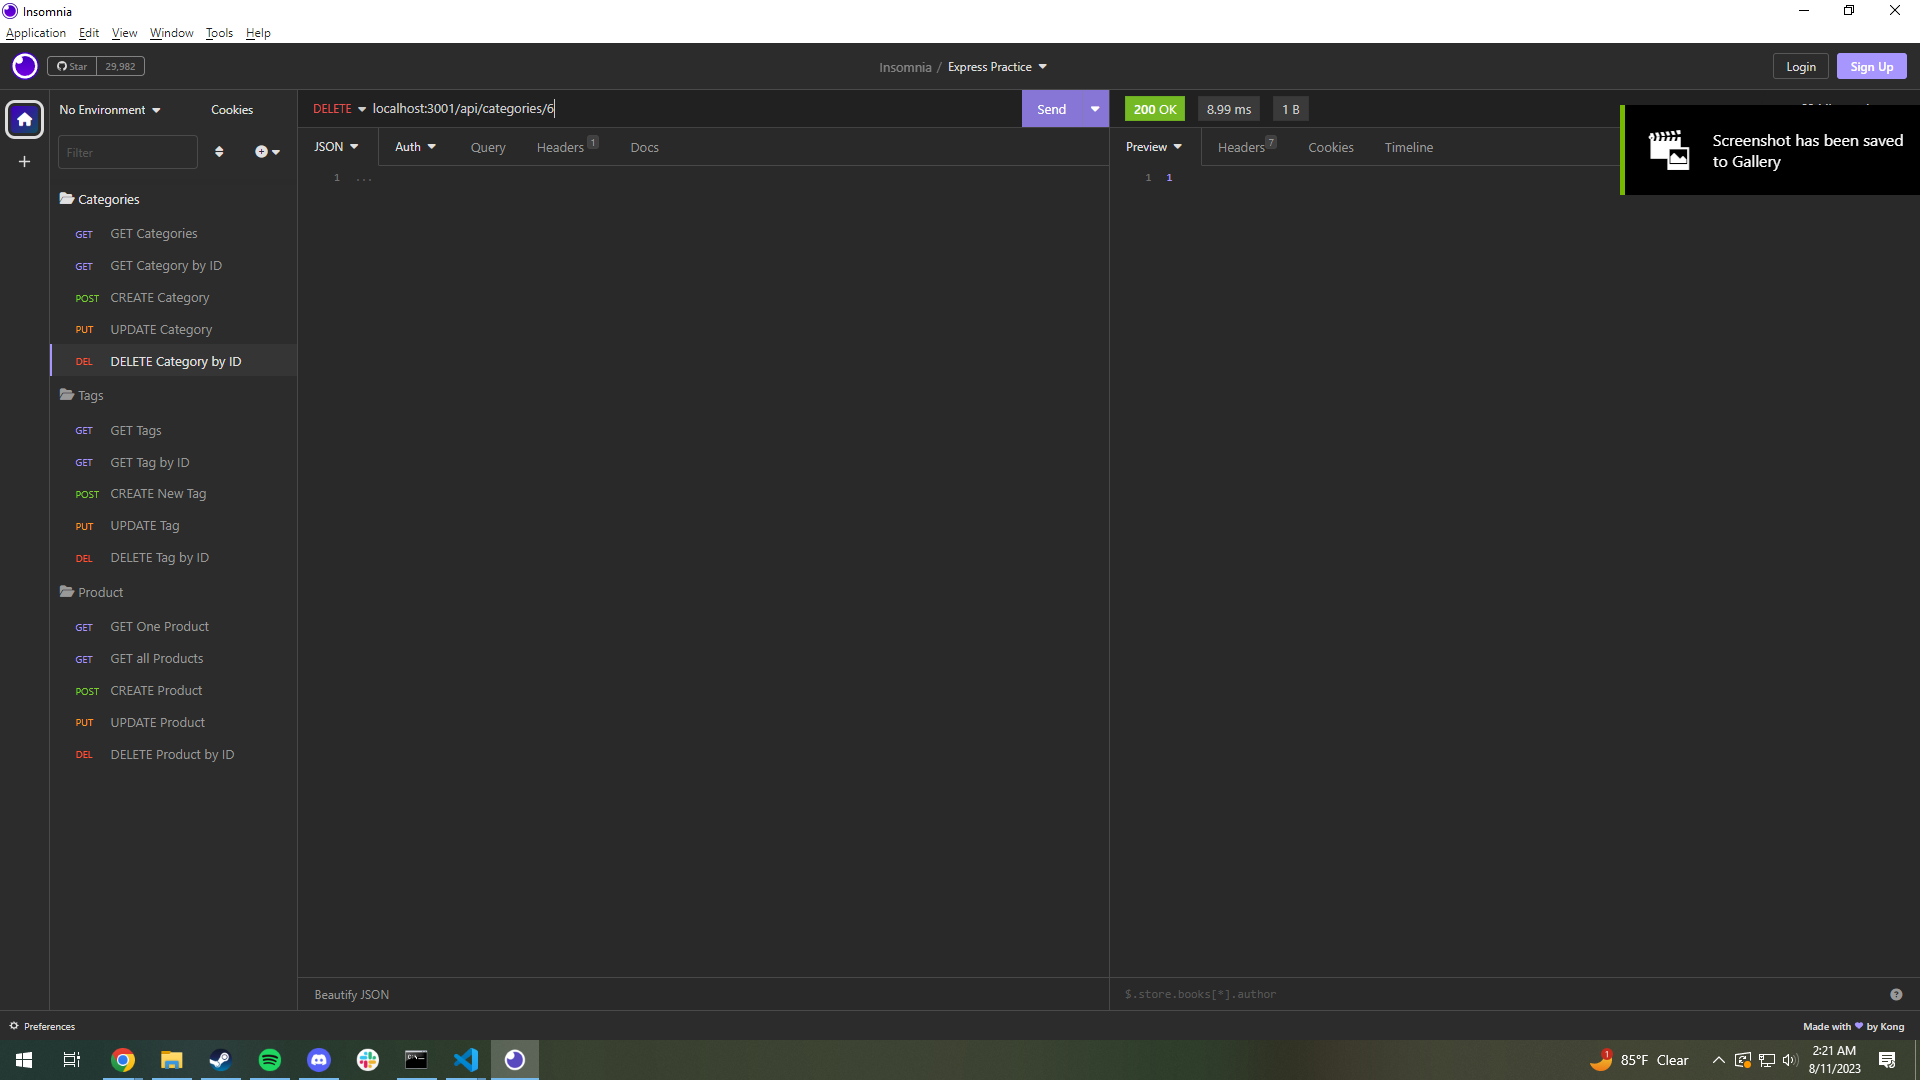 Insomnia
Application Edit View Window Tools Help
Star 29,982
Insomnia / Express Practice
Login Sign Up
No Environment Cookies
DELETE localhost:3001/api/categories/6
Send
200 OK 8.99 ms 1 B
Filter
JSON Auth Query Headers 1 Docs
Preview Headers 7 Cookies Timeline
Screenshot has been saved
to Gallery
1 ...
1 1
Categories
GET GET Categories
GET GET Category by ID
POST CREATE Category
PUT UPDATE Category
DEL DELETE Category by ID
Tags
GET GET Tags
GET GET Tag by ID
POST CREATE New Tag
PUT UPDATE Tag
DEL DELETE Tag by ID
Product
GET GET One Product
GET GET all Products
POST CREATE Product
PUT UPDATE Product
DEL DELETE Product by ID
Beautify JSON
$.store.books[*].author
Preferences
Made with ♥ by Kong
1 85°F Clear
2:21 AM
8/11/2023